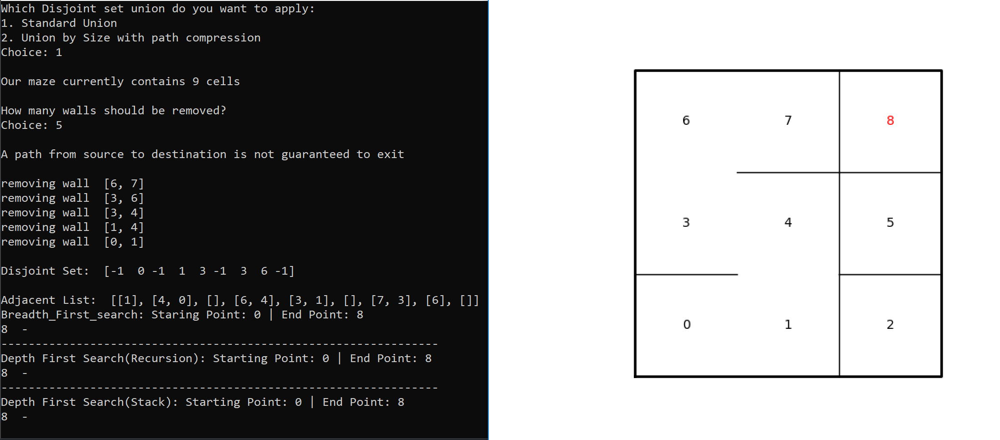 Which Disjoint set union do you want to apply:
1. Standard Union
2. Union by Size with path compression
Choice: 1
Our maze currently contains 9 cells
How many walls should be removed?
Choice: 5
A path from source to destination is not guaranteed to exit
removing wall  [6, 7]
removing wall  [3, 6]
removing wall  [3, 4]
removing wall  [1, 4]
removing wall  [0, 1]
Disjoint Set:  [-1  0 -1  1  3 -1  3  6 -1]
Adjacent List:  [[1], [4, 0], [], [6, 4], [3, 1], [], [7, 3], [6], []]
Breadth_First_search: Staring Point: 0 | End Point: 8
8  -
----------------------------------------------------------------
Depth First Search(Recursion): Starting Point: 0 | End Point: 8
8  -
----------------------------------------------------------------
Depth First Search(Stack): Starting Point: 0 | End Point: 8
8  -
6 7 8
3 4 5
0 1 2